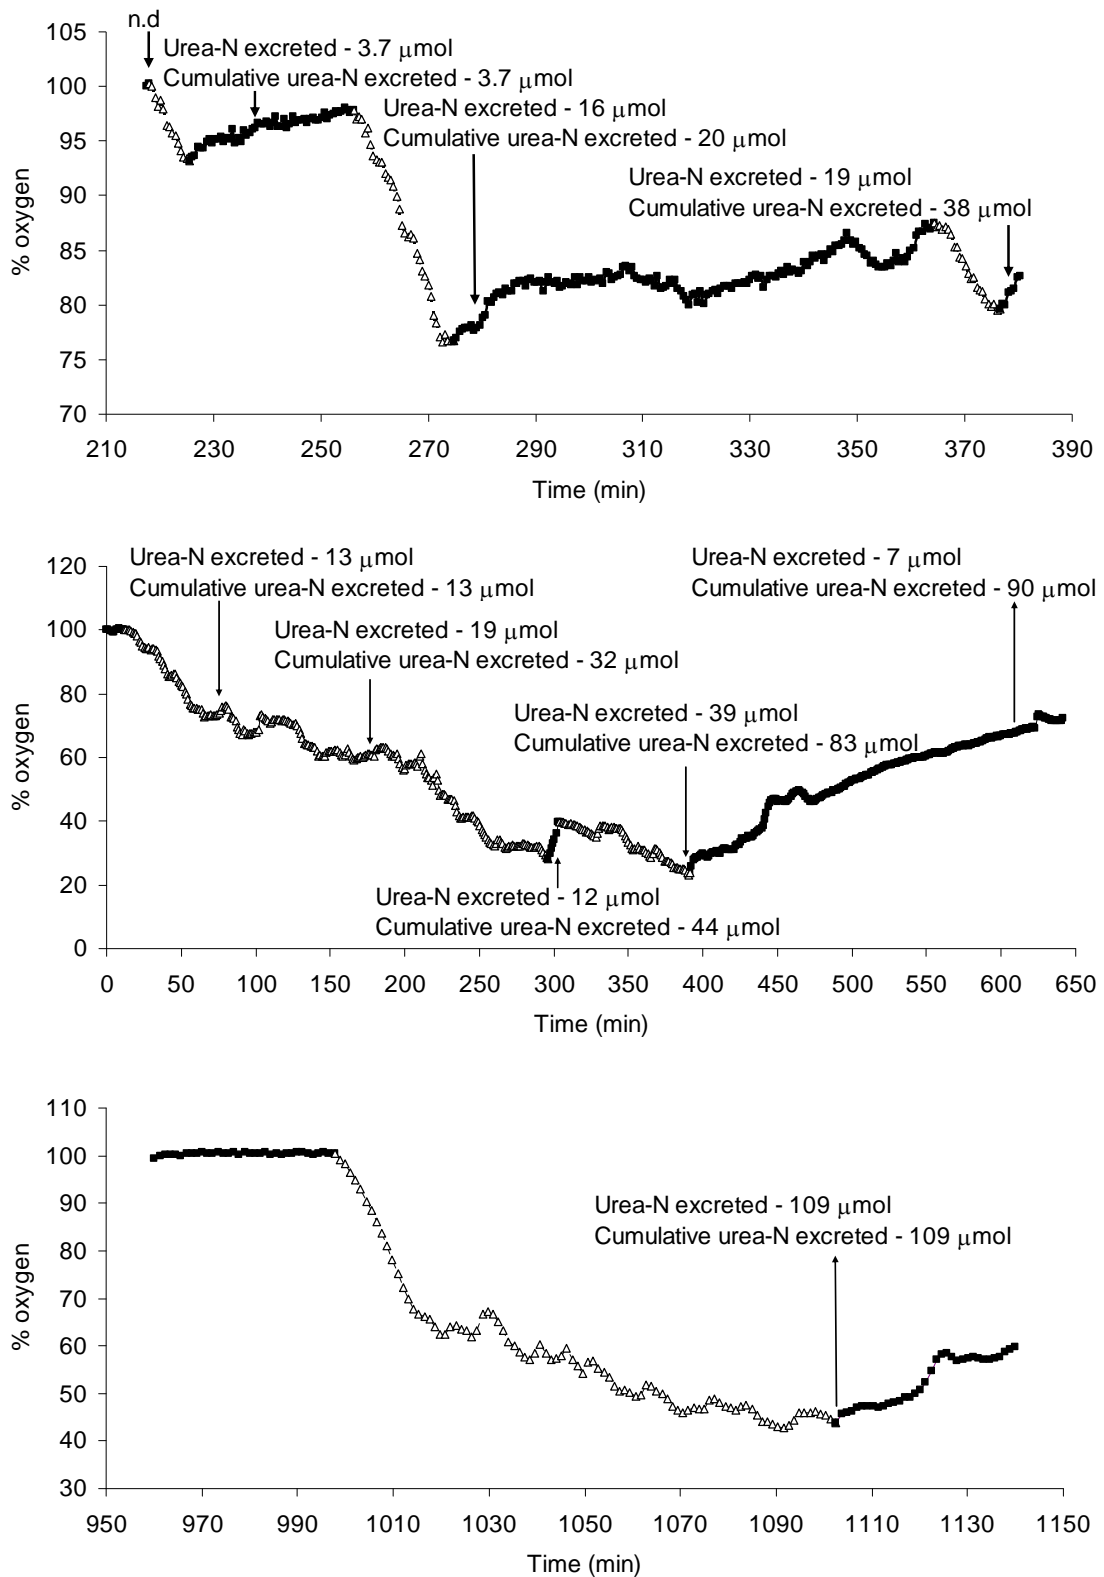 n.d
105
100
95
90
85
80
75
70
% oxygen
Urea-N excreted - 3.7 μmol
Cumulative urea-N excreted - 3.7 μmol
Urea-N excreted - 16 μmol
Cumulative urea-N excreted - 20 μmol
Urea-N excreted - 19 μmol
Cumulative urea-N excreted - 38 μmol
210 230 250 270 290 310 330 350 370 390
Time (min)
120
100
80
60
40
20
0
% oxygen
Urea-N excreted - 13 μmol
Cumulative urea-N excreted - 13 μmol
Urea-N excreted - 7 μmol
Cumulative urea-N excreted - 90 μmol
Urea-N excreted - 19 μmol
Cumulative urea-N excreted - 32 μmol
Urea-N excreted - 39 μmol
Cumulative urea-N excreted - 83 μmol
Urea-N excreted - 12 μmol
Cumulative urea-N excreted - 44 μmol
0 50 100 150 200 250 300 350 400 450 500 550 600 650
Time (min)
110
100
90
80
70
60
50
40
30
% oxygen
Urea-N excreted - 109 μmol
Cumulative urea-N excreted - 109 μmol
950 970 990 1010 1030 1050 1070 1090 1110 1130 1150
Time (min)